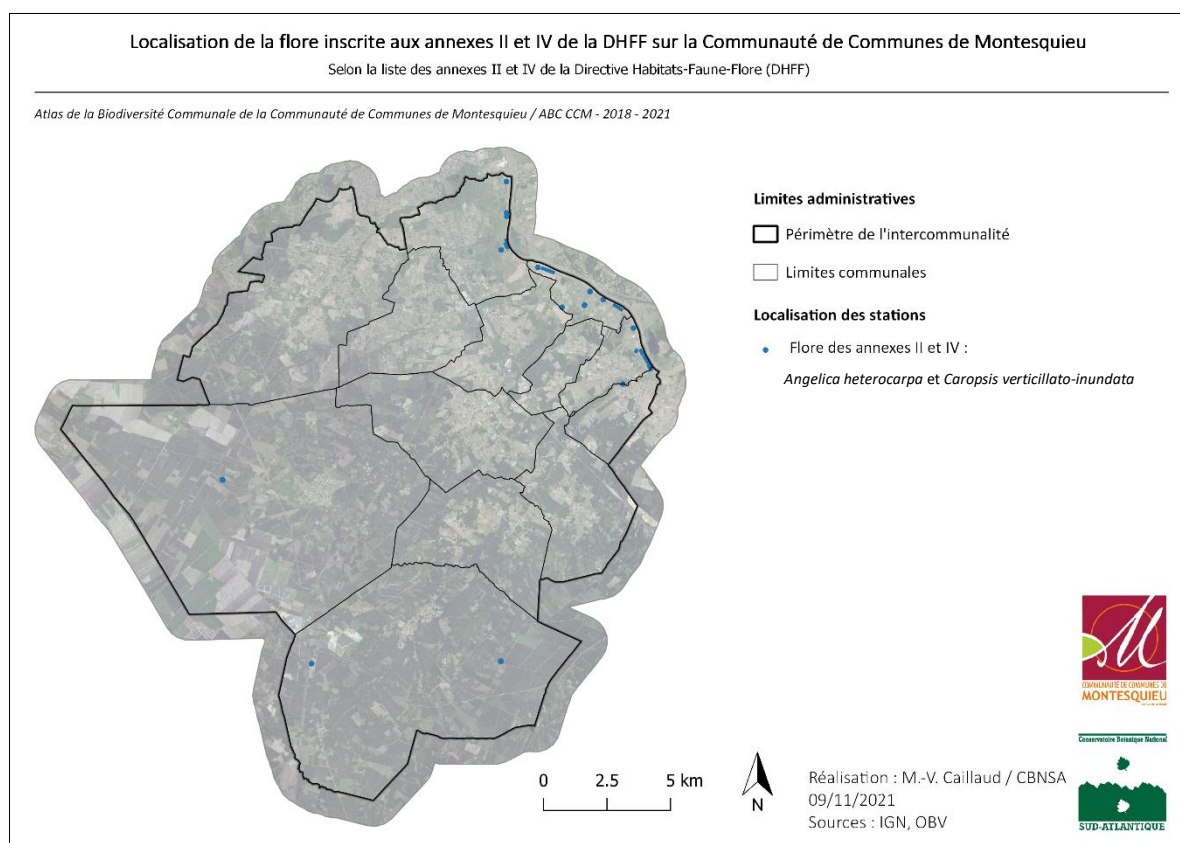 Localisation de la flore inscrite aux annexes II et IV de la DHFF sur la Communauté de Communes de Montesquieu
Selon la liste des annexes II et IV de la Directive Habitats-Faune-Flore (DHFF)
Atlas de la Biodiversité Communale de la Communauté de Communes de Montesquieu / ABC CCM - 2018 - 2021
Limites administratives
Périmètre de l'intercommunalité
Limites communales
Localisation des stations
Flore des annexes II et IV :
Angelica heterocarpa et Caropsis verticillato-inundata
0 2.5 5 km
N
Réalisation : M.-V. Caillaud / CBNSA
09/11/2021
Sources : IGN, OBV
M
COMMUNAUTÉ DE COMMUNES DE
MONTESQUIEU
Conservatoire Botanique National
SUD-ATLANTIQUE